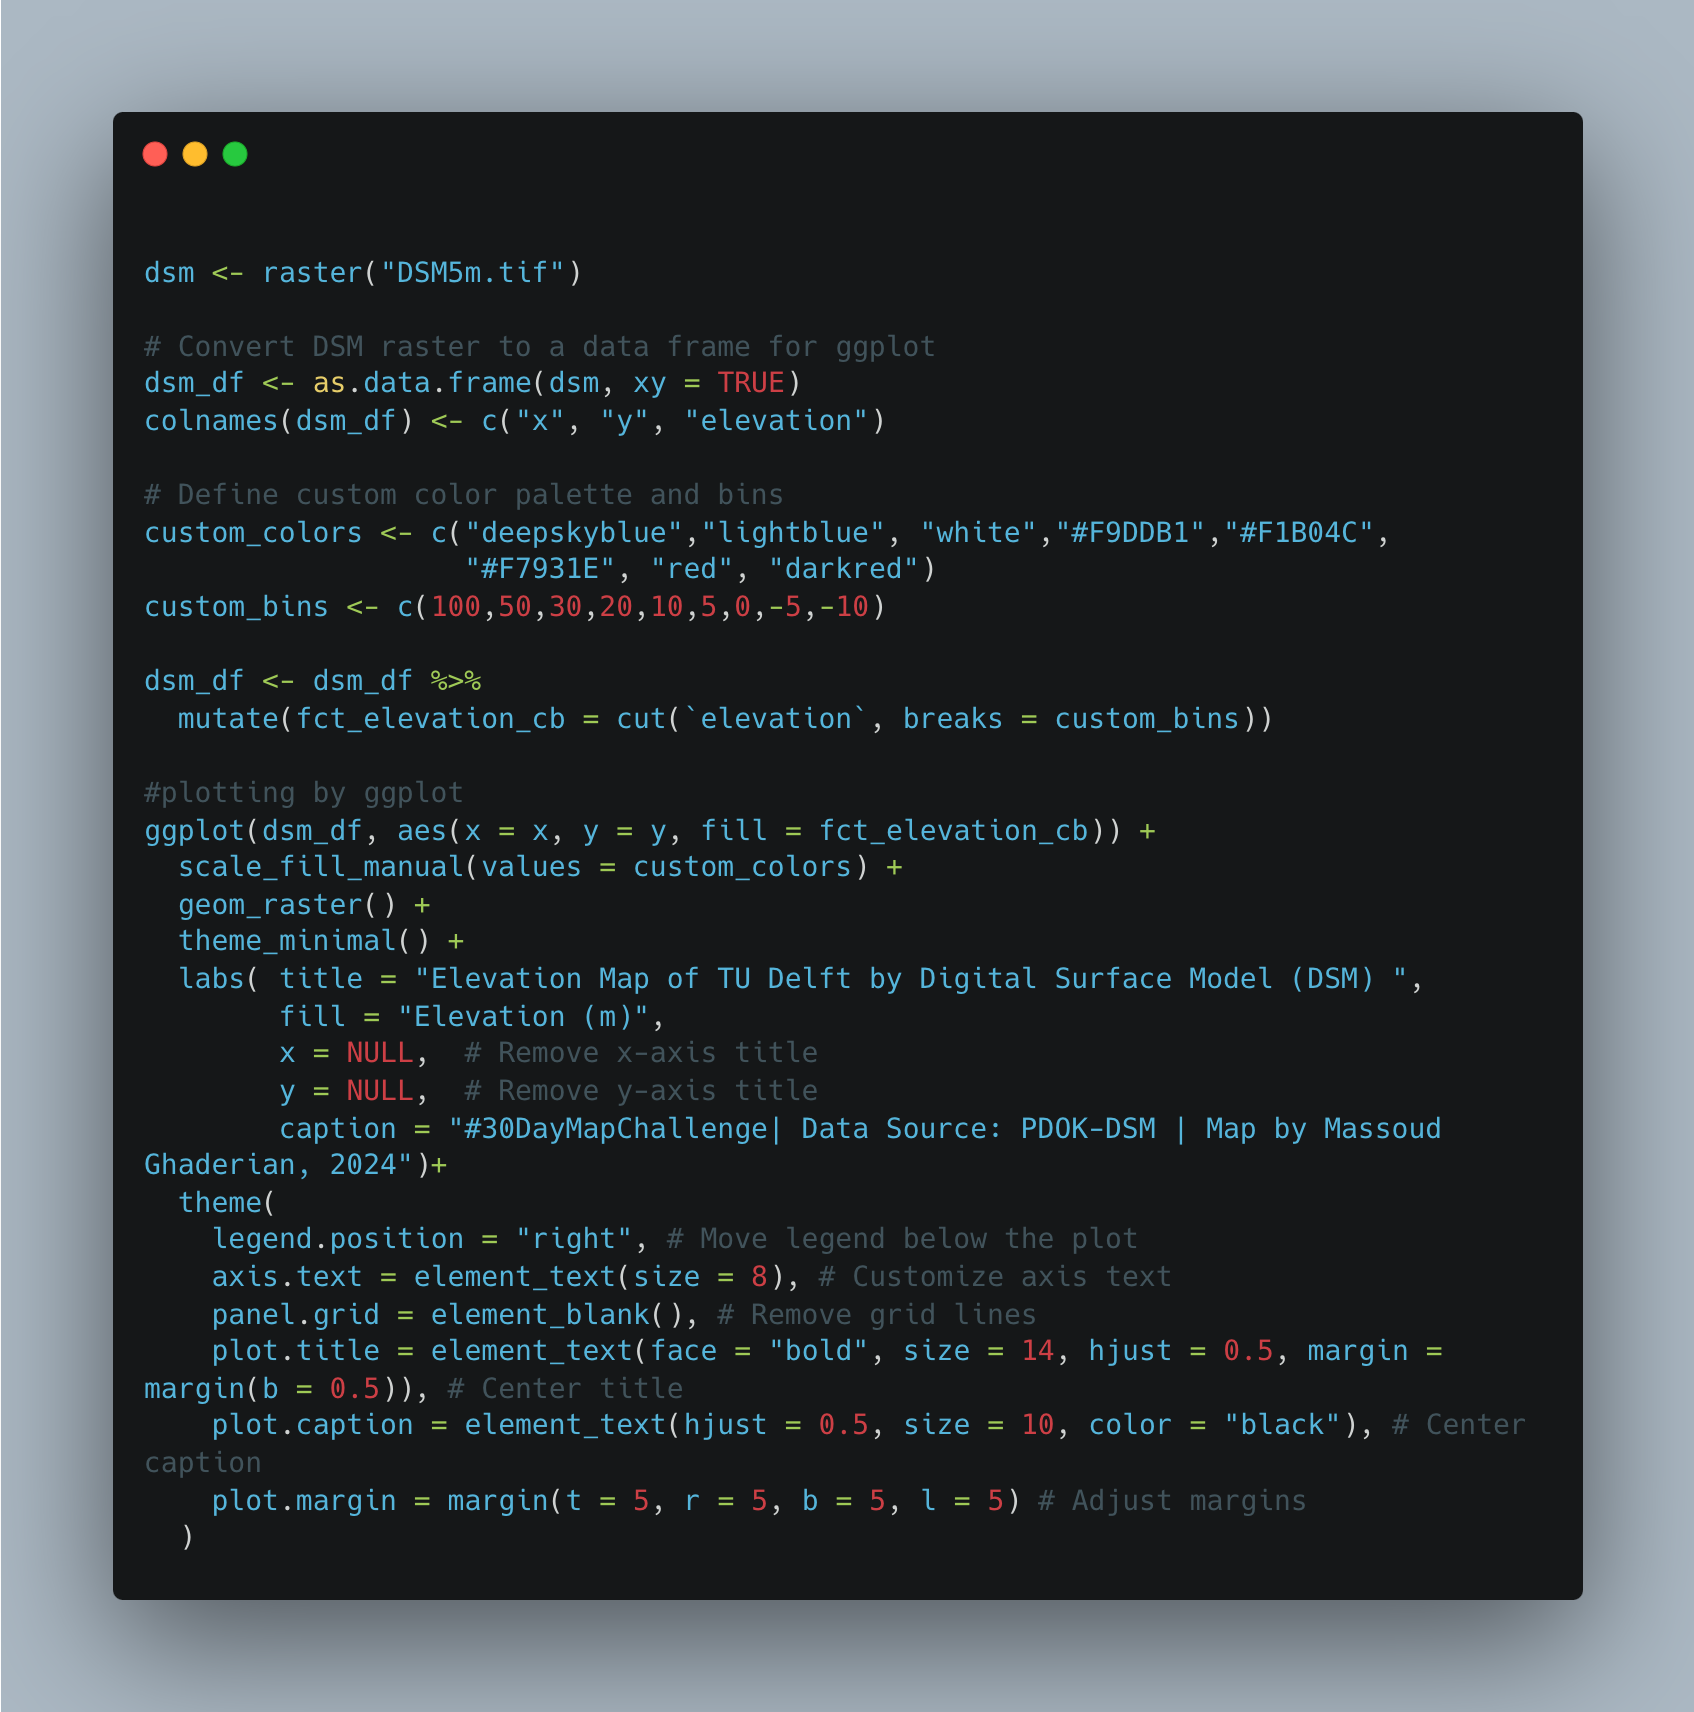 dsm <- raster("DSM5m.tif")
# Convert DSM raster to a data frame for ggplot
dsm_df <- as.data.frame(dsm, xy = TRUE)
colnames(dsm_df) <- c("x", "y", "elevation")
# Define custom color palette and bins
custom_colors <- c("deepskyblue","lightblue", "white","#F9DDB1","#F1B04C",
"#F7931E", "red", "darkred")
custom_bins <- c(100,50,30,20,10,5,0,-5,-10)
dsm_df <- dsm_df %>%
mutate(fct_elevation_cb = cut(`elevation`, breaks = custom_bins))
#plotting by ggplot
ggplot(dsm_df, aes(x = x, y = y, fill = fct_elevation_cb)) +
scale_fill_manual(values = custom_colors) +
geom_raster() +
theme_minimal() +
labs( title = "Elevation Map of TU Delft by Digital Surface Model (DSM) ",
fill = "Elevation (m)",
x = NULL,  # Remove x-axis title
y = NULL,  # Remove y-axis title
caption = "#30DayMapChallenge| Data Source: PDOK-DSM | Map by Massoud
Ghaderian, 2024")+
theme(
legend.position = "right", # Move legend below the plot
axis.text = element_text(size = 8), # Customize axis text
panel.grid = element_blank(), # Remove grid lines
plot.title = element_text(face = "bold", size = 14, hjust = 0.5, margin =
margin(b = 0.5)), # Center title
plot.caption = element_text(hjust = 0.5, size = 10, color = "black"), # Center
caption
plot.margin = margin(t = 5, r = 5, b = 5, l = 5) # Adjust margins
)